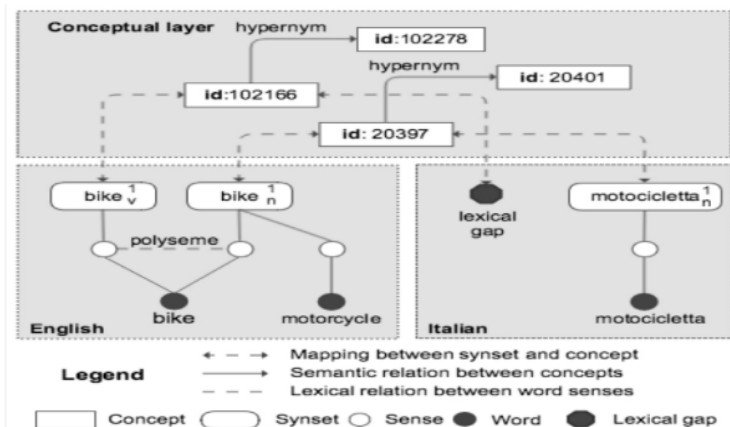 Conceptual layer
hypernym
id:102278
hypernym
id: 20401
id:102166
id: 20397
bike 1 v
bike 1 n
polyseme
bike
motorcycle
English
lexical
gap
motocicletta 1 n
motocicletta
Italian
Legend
Mapping between synset and concept
Semantic relation between concepts
Lexical relation between word senses
Concept Synset Sense Word Lexical gap